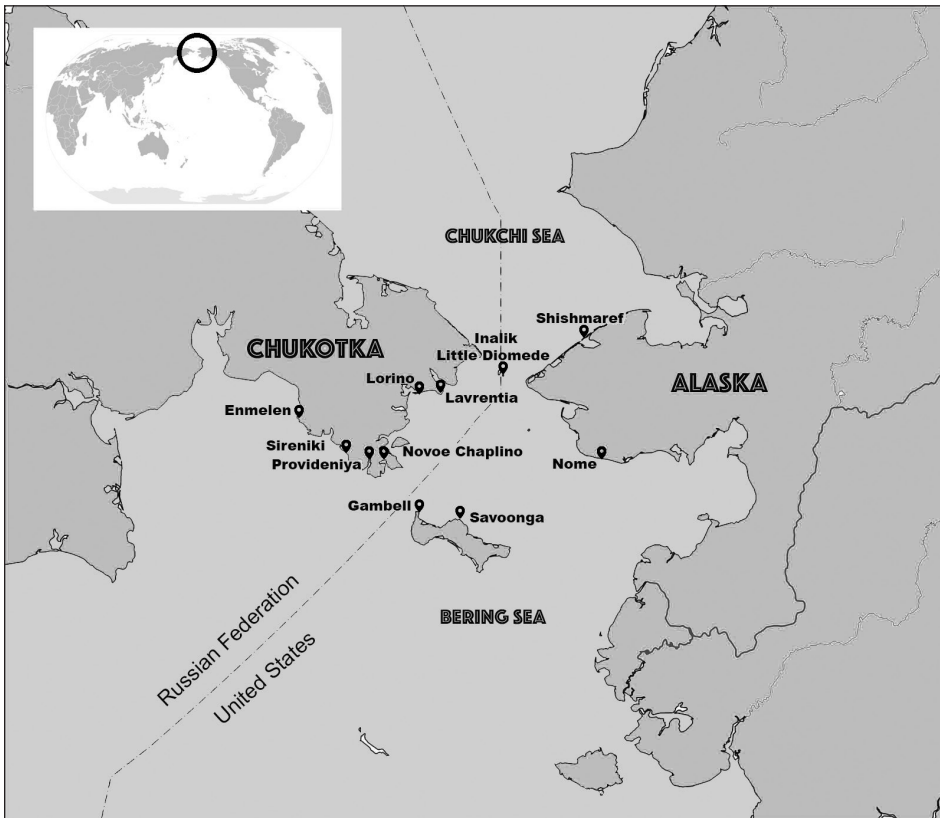 CHUKCHI SEA
Shishmaref
Inalik
Little Diomede
CHUKOTKA
Lorino
Lavrentia
ALASKA
Enmelen
Sireniki
Provideniya
Novoe Chaplino
Nome
Gambell
Savoonga
BERING SEA
Russian Federation
United States